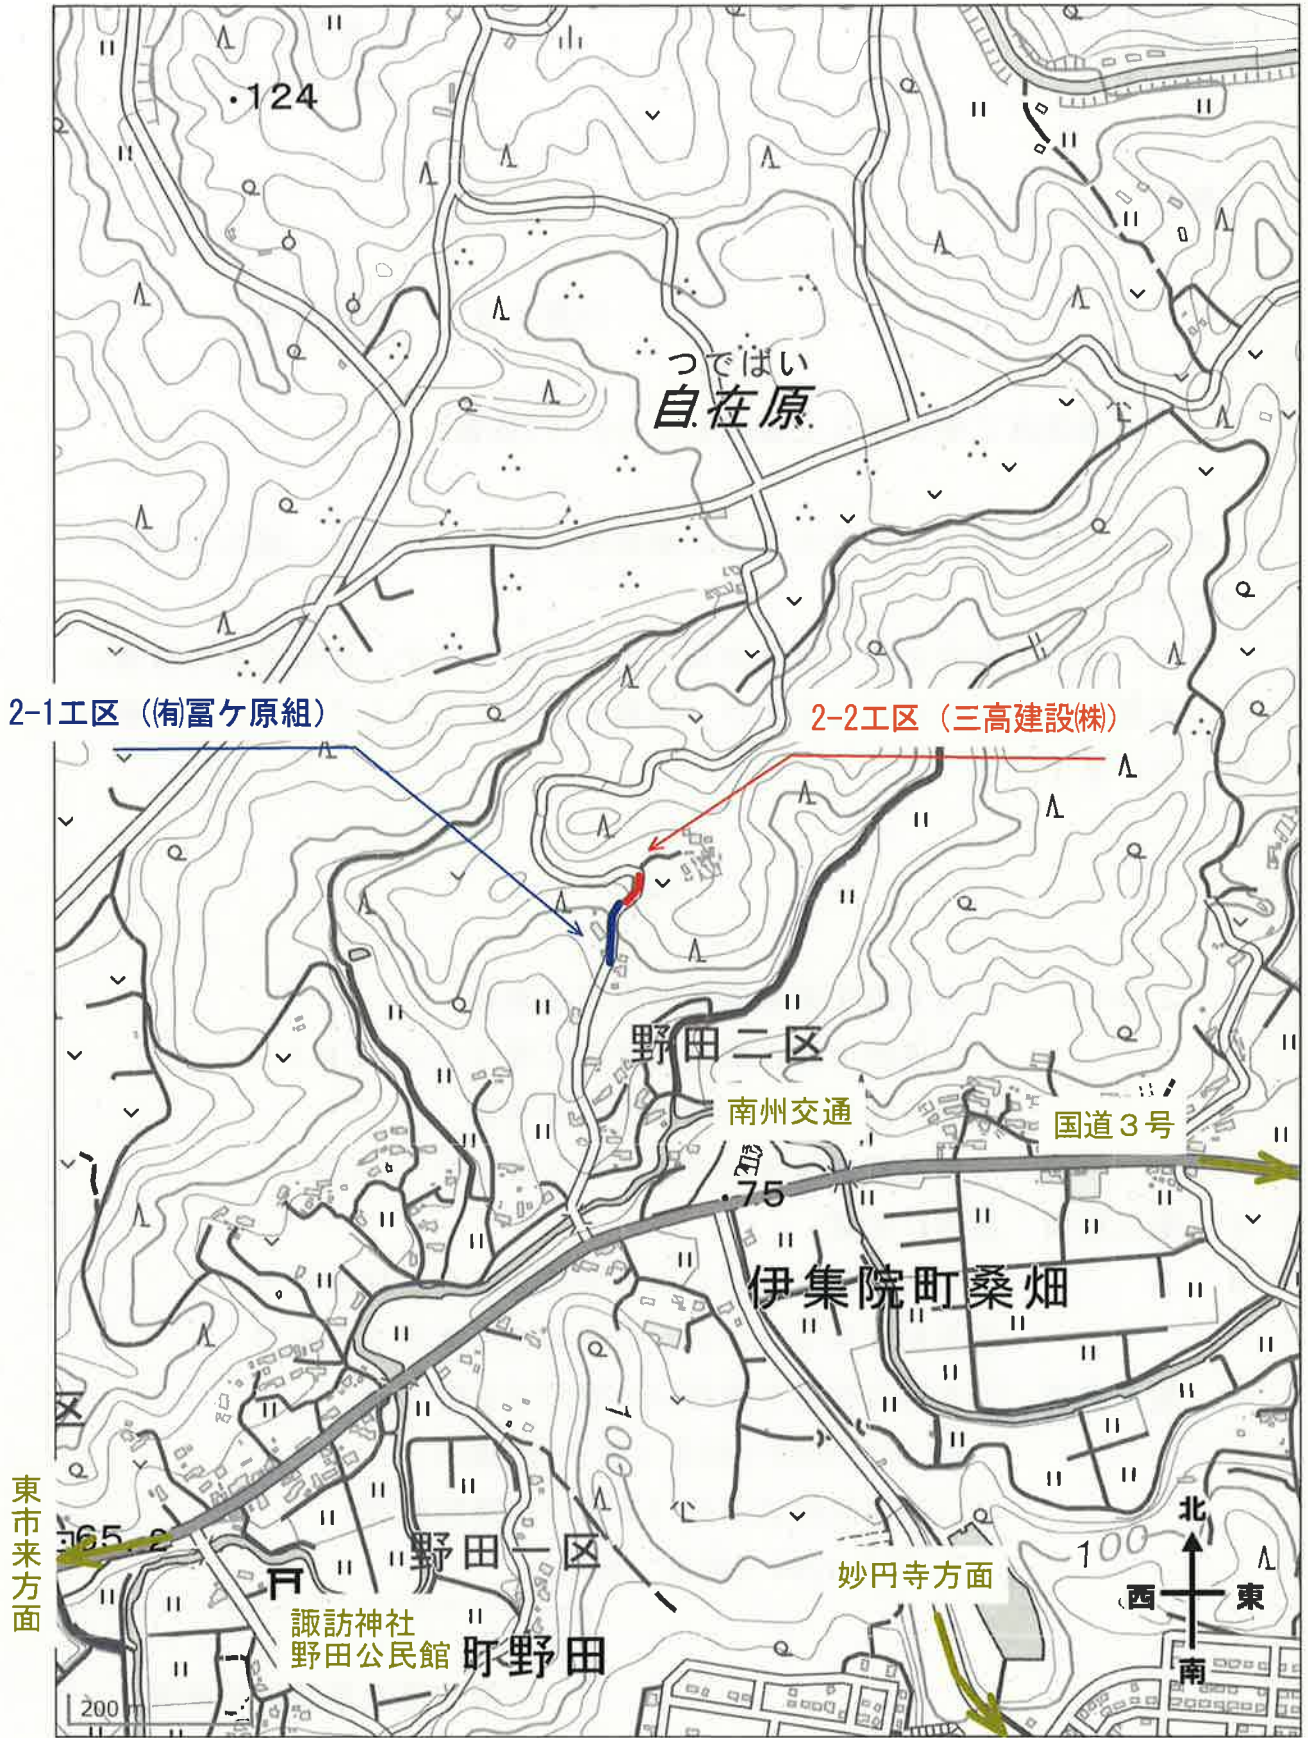 124
つでばい
自在原
2-1工区（㈲冨ケ原組）
2-2工区（三高建設㈱）
野田二区
南州交通
国道３号
75
伊集院町桑畑
100
区
東市来方面
65.2
野田一区
妙円寺方面
100
北
西
東
南
諏訪神社
野田公民館
町野田
200 m